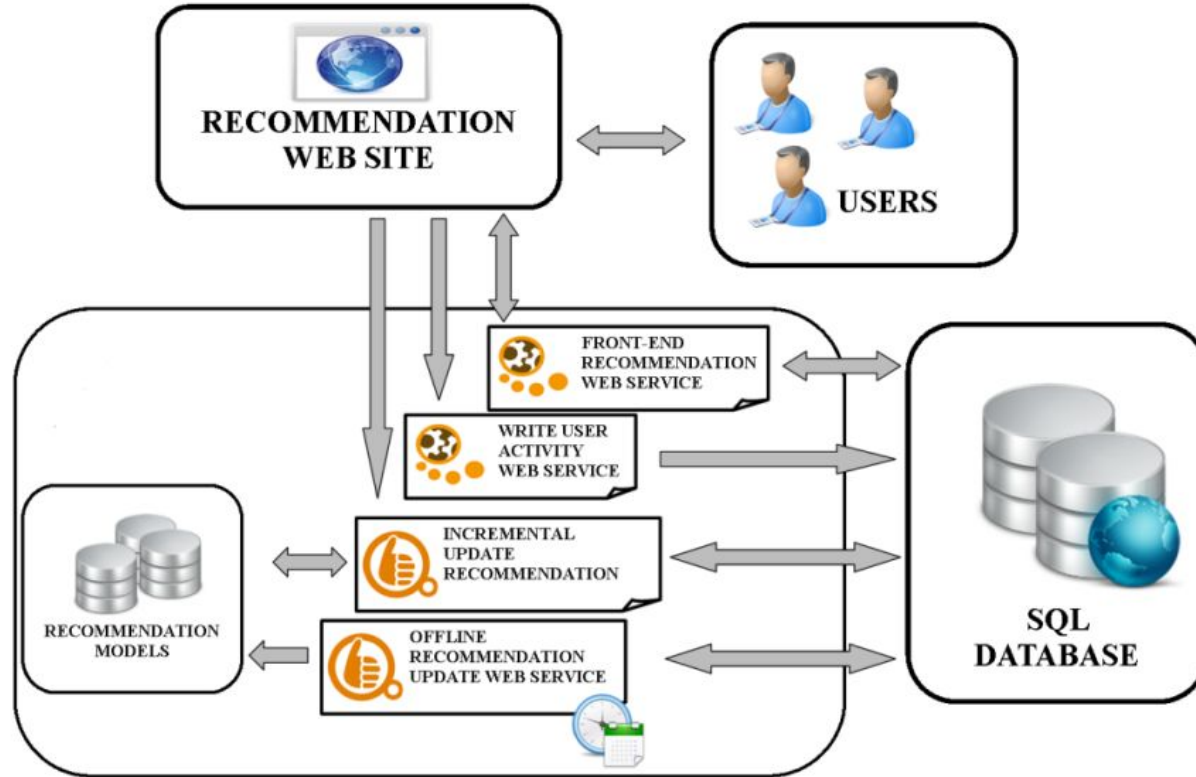 RECOMMENDATION
WEB SITE
USERS
FRONT-END
RECOMMENDATION
WEB SERVICE
WRITE USER
ACTIVITY
WEB SERVICE
INCREMENTAL
UPDATE
RECOMMENDATION
OFFLINE
RECOMMENDATION
UPDATE WEB SERVICE
RECOMMENDATION
MODELS
SQL
DATABASE